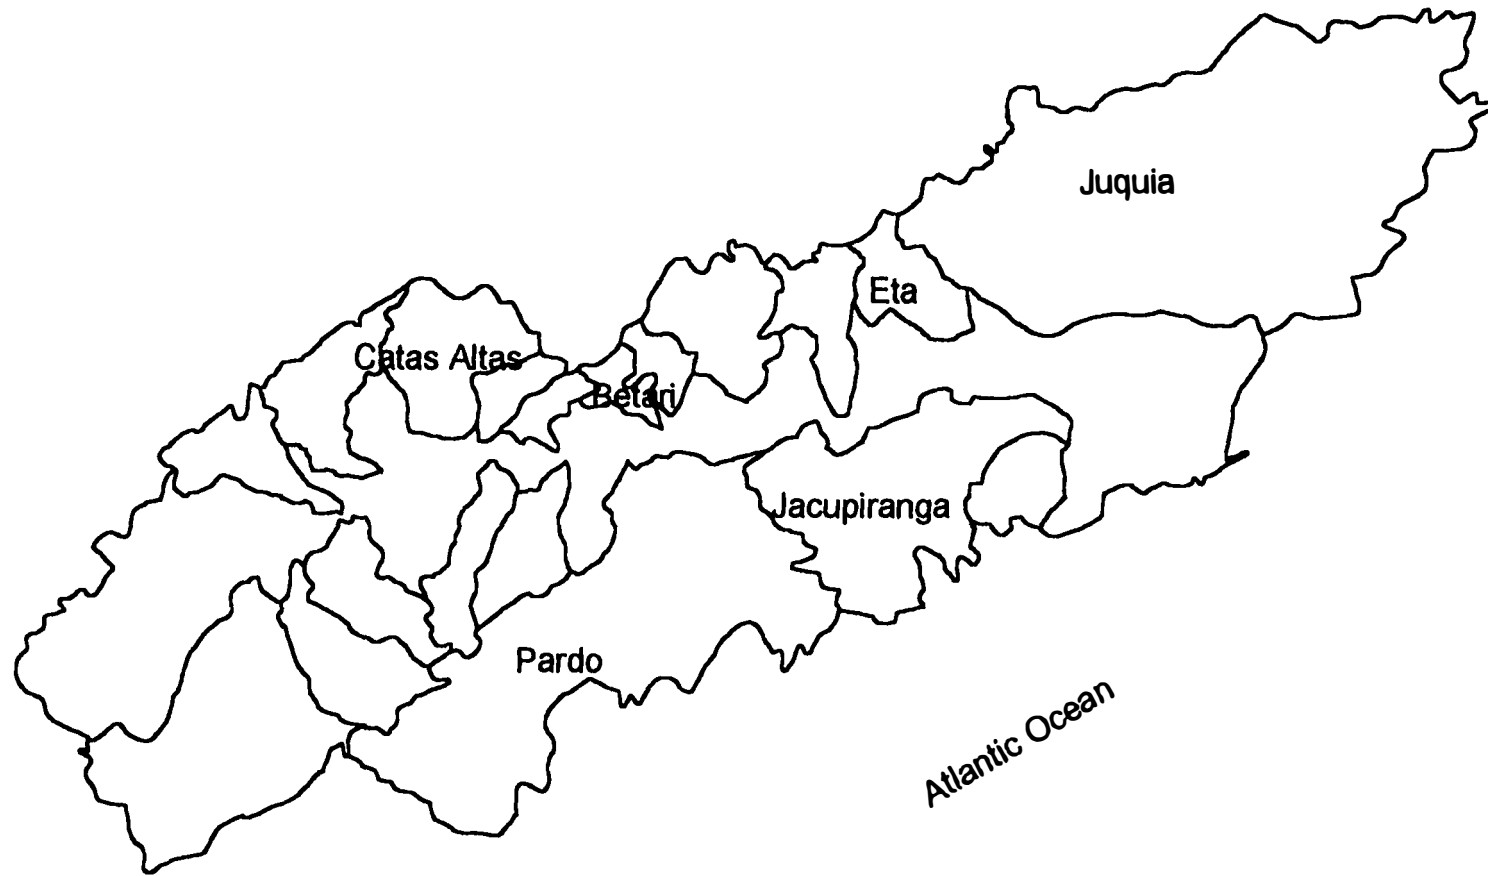 Juquia
Eta
Catas Altas
Betari
Jacupiranga
Pardo
Atlantic Ocean